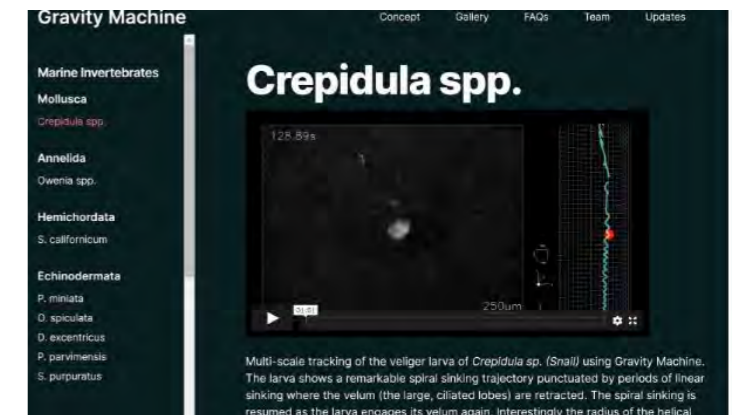 Gravity Machine
Concept Gallery FAQs Team Updates
Marine Invertebrates
Mollusca
Crepidula spp.
Annelida
Owenia spp.
Hemichordata
S. californicum
Echinodermata
P. miniata
O. spiculata
D. excentricus
P. parvimensis
S. purpuratus
Crepidula spp.
128.89s
250um
01:01
Multi-scale tracking of the veliger larva of Crepidula sp. (Snail) using Gravity Machine.
The larva shows a remarkable spiral sinking trajectory punctuated by periods of linear
sinking where the velum (the large, ciliated lobes) are retracted. The spiral sinking is
resumed as the larva engages its velum again. Interestingly the radius of the helical